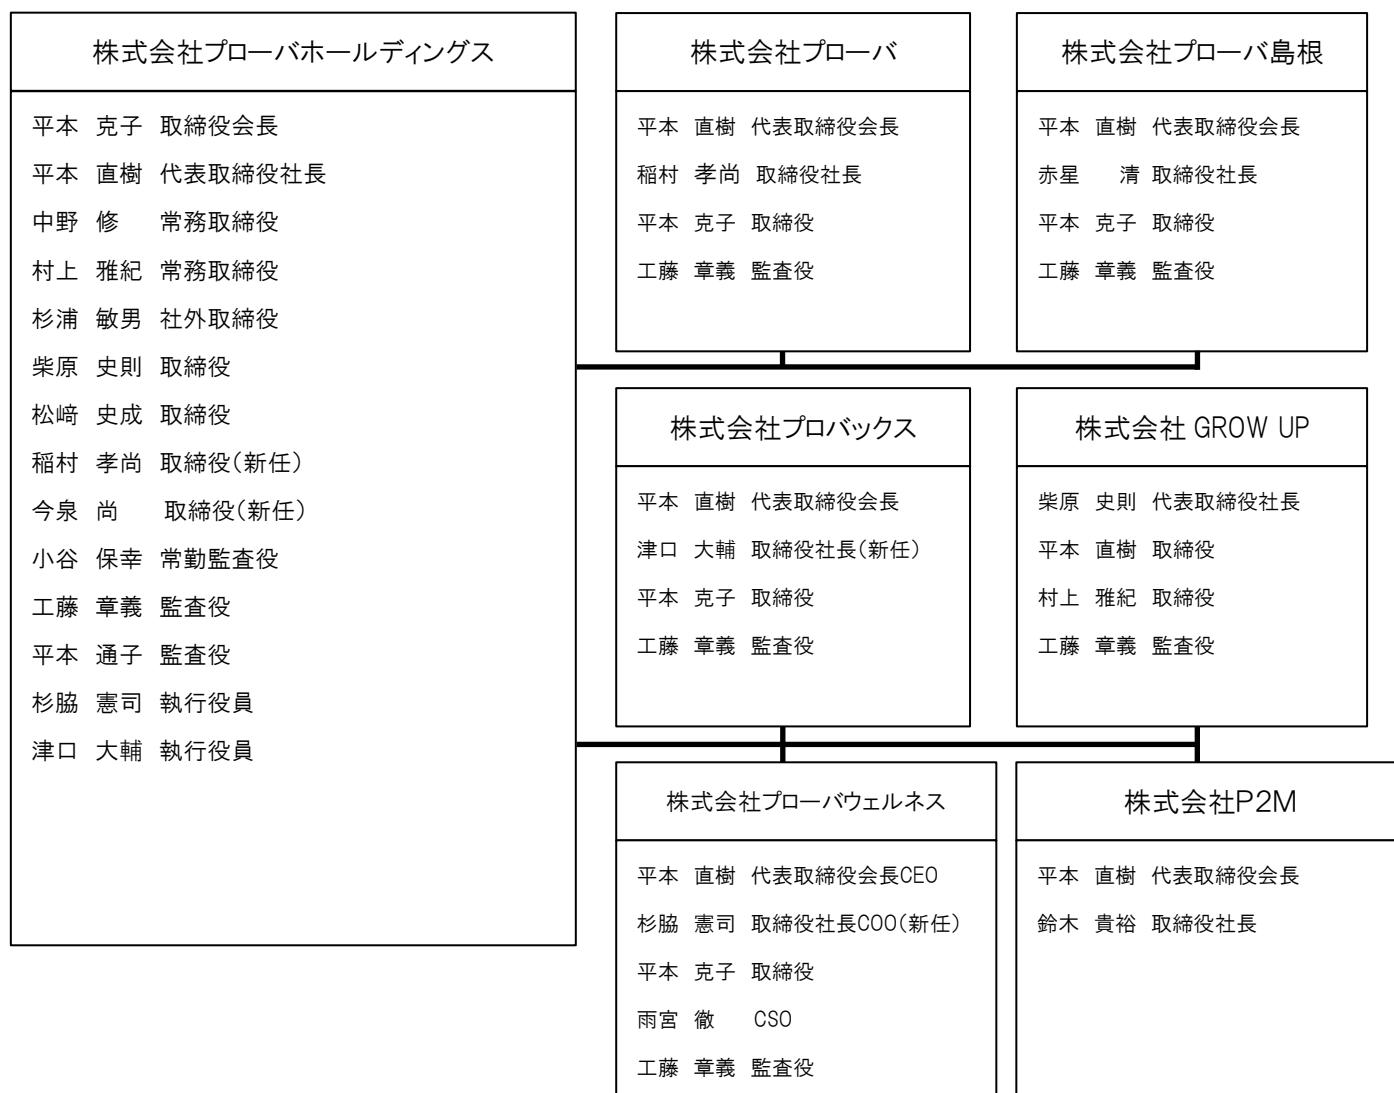 株式会社プローバホールディングス
平本 克子 取締役会長
平本 直樹 代表取締役社長
中野 修 常務取締役
村上 雅紀 常務取締役
杉浦 敏男 社外取締役
柴原 史則 取締役
松﨑 史成 取締役
稲村 孝尚 取締役(新任)
今泉 尚 取締役(新任)
小谷 保幸 常勤監査役
工藤 章義 監査役
平本 通子 監査役
杉脇 憲司 執行役員
津口 大輔 執行役員
株式会社プローバ
平本 直樹 代表取締役会長
稲村 孝尚 取締役社長
平本 克子 取締役
工藤 章義 監査役
株式会社プローバ島根
平本 直樹 代表取締役会長
赤星 清 取締役社長
平本 克子 取締役
工藤 章義 監査役
株式会社プロバックス
平本 直樹 代表取締役会長
津口 大輔 取締役社長(新任)
平本 克子 取締役
工藤 章義 監査役
株式会社 GROW UP
柴原 史則 代表取締役社長
平本 直樹 取締役
村上 雅紀 取締役
工藤 章義 監査役
株式会社プローバウェルネス
平本 直樹 代表取締役会長CEO
杉脇 憲司 取締役社長COO(新任)
平本 克子 取締役
雨宮 徹 CSO
工藤 章義 監査役
株式会社P2M
平本 直樹 代表取締役会長
鈴木 貴裕 取締役社長